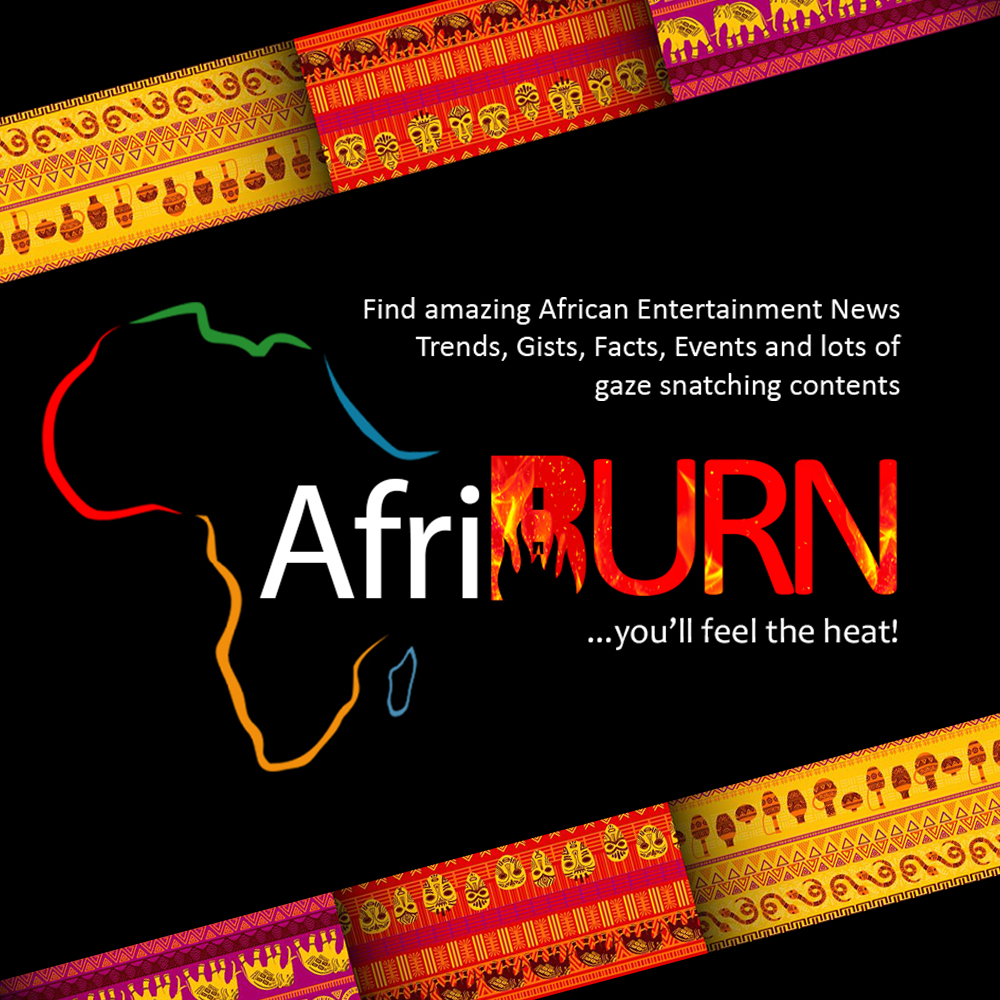 Find amazing African Entertainment News
Trends, Gists, Facts, Events and lots of
gaze snatching contents
AfriBURN
...you'll feel the heat!